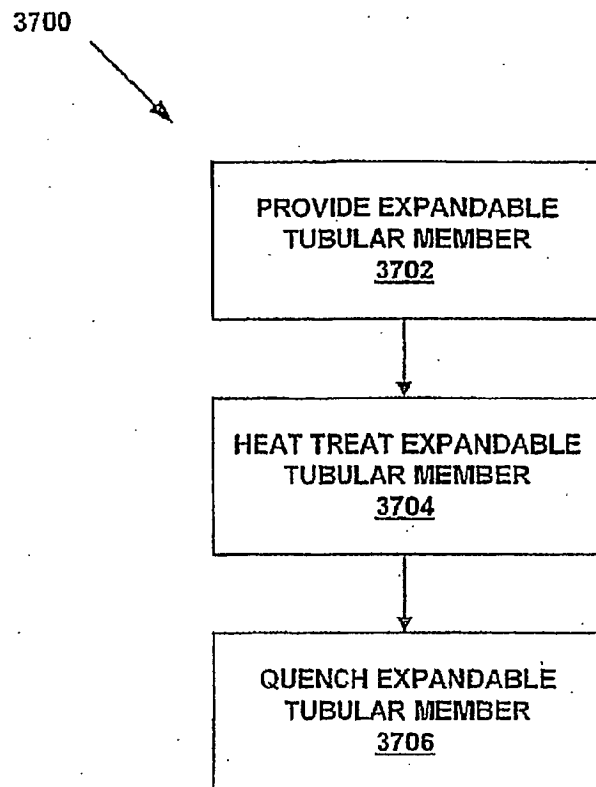 3700
PROVIDE EXPANDABLE
TUBULAR MEMBER
3702
HEAT TREAT EXPANDABLE
TUBULAR MEMBER
3704
QUENCH EXPANDABLE
TUBULAR MEMBER
3706